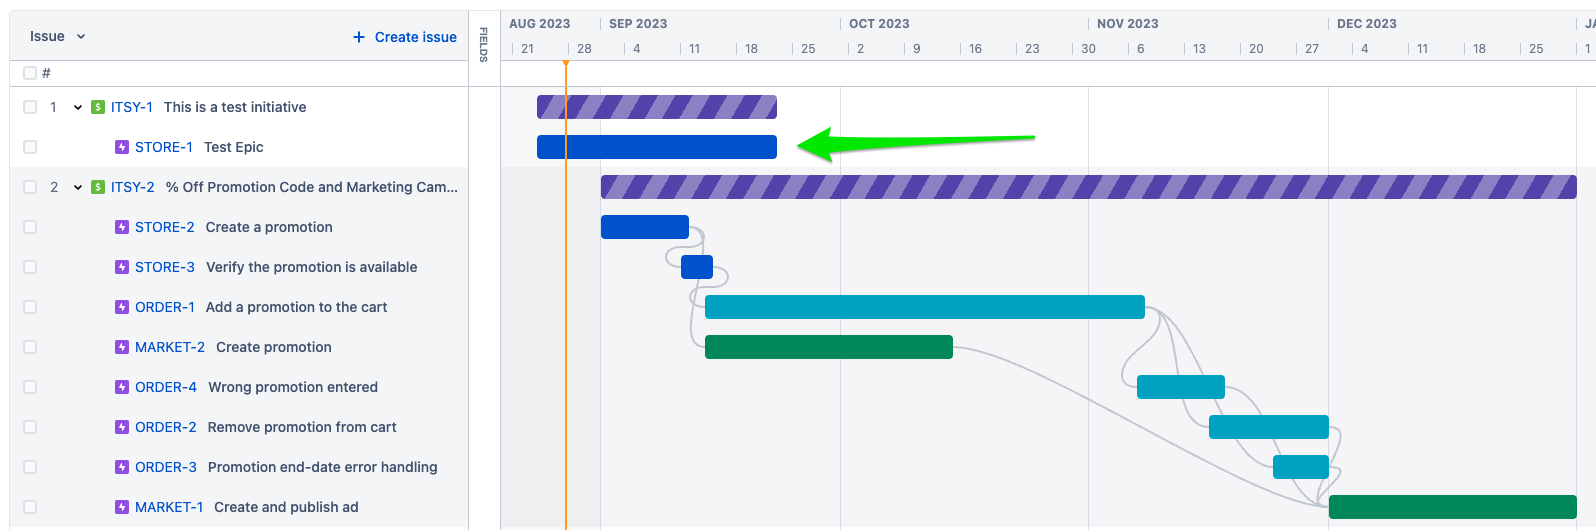 Issue
Create issue
FIELDS
AUG 2023 SEP 2023 OCT 2023 NOV 2023 DEC 2023 JA
21 28 4 11 18 25 2 9 16 23 30 6 13 20 27 4 11 18 25 1
#
1 $ ITSY-1 This is a test initiative
STORE-1 Test Epic
2 $ ITSY-2 % Off Promotion Code and Marketing Cam...
STORE-2 Create a promotion
STORE-3 Verify the promotion is available
ORDER-1 Add a promotion to the cart
MARKET-2 Create promotion
ORDER-4 Wrong promotion entered
ORDER-2 Remove promotion from cart
ORDER-3 Promotion end-date error handling
MARKET-1 Create and publish ad